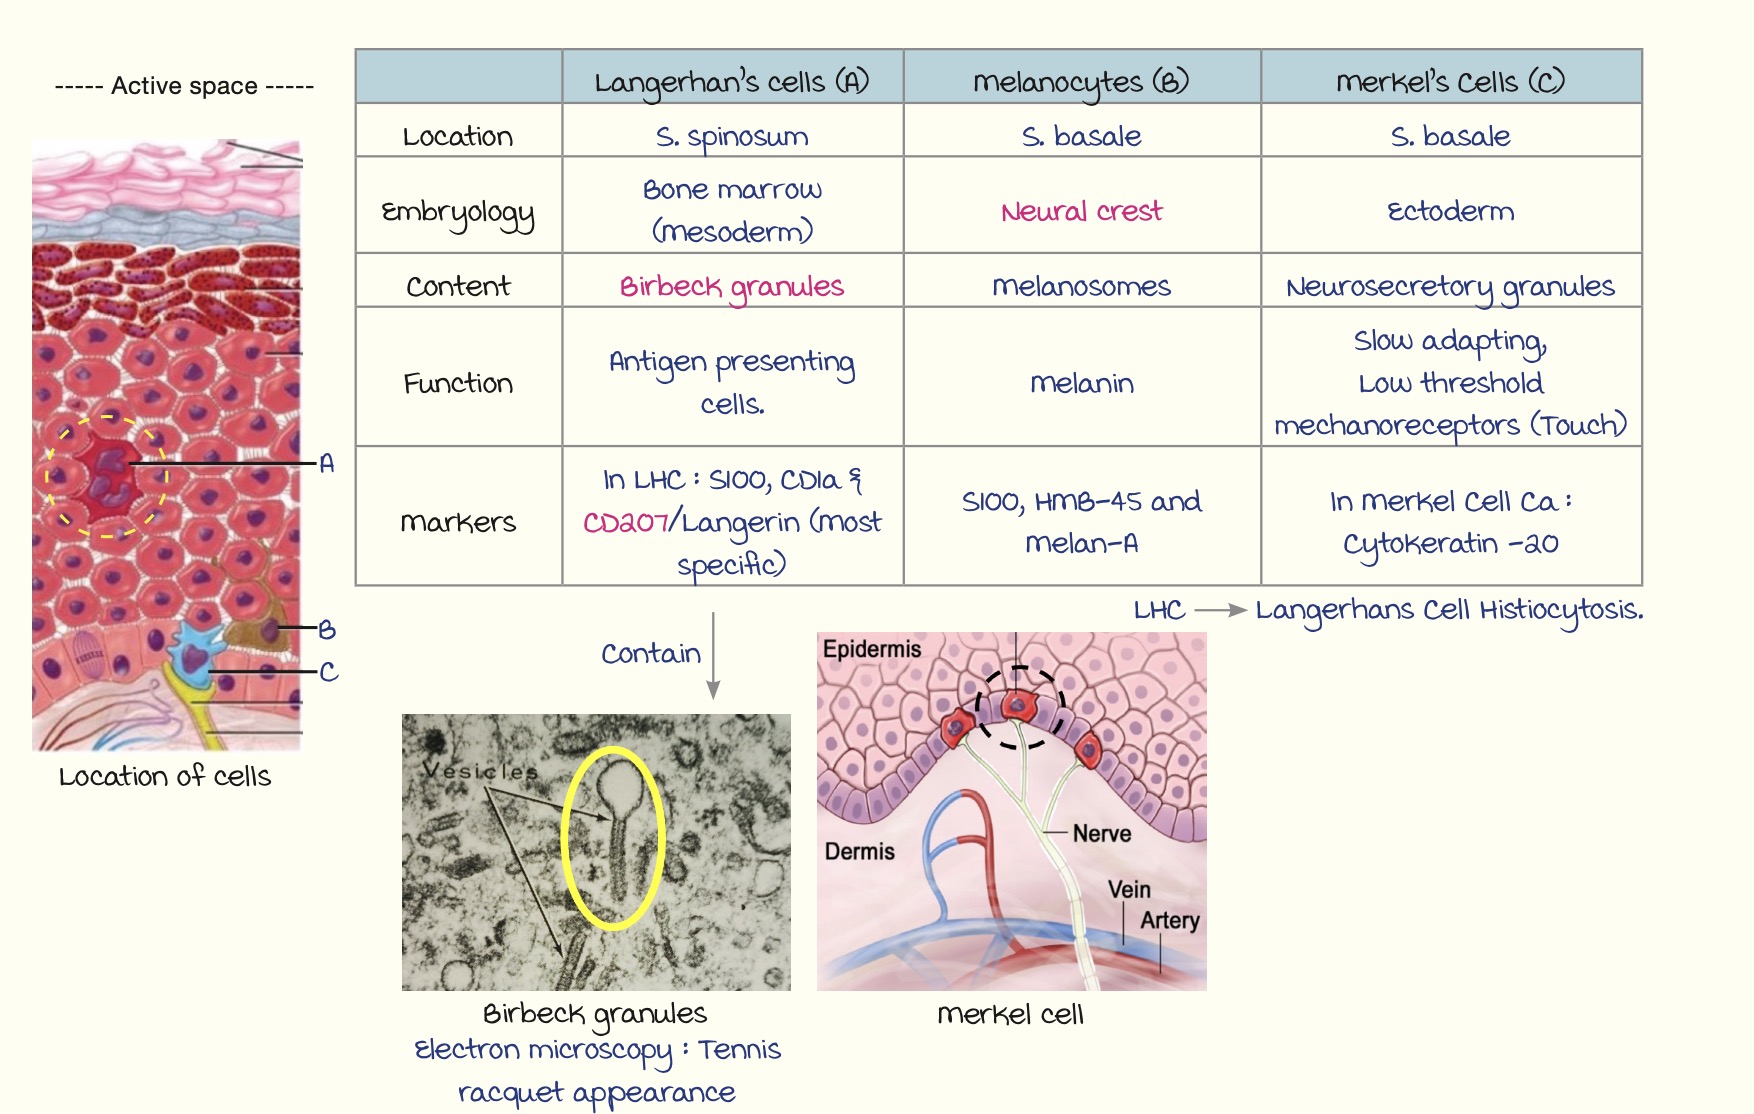 ----- Active space -----
Langerhan's cells (A)
Melanocytes (B)
Merkel's Cells (C)
Location
S. spinosum
S. basale
S. basale
Embryology
Bone marrow
(Mesoderm)
Neural crest
Ectoderm
Content
Birbeck granules
Melanosomes
Neurosecretory granules
Function
Antigen presenting
cells.
Melanin
Slow adapting,
Low threshold
mechanoreceptors (Touch)
Markers
In LHC : S100, CD1a &
CD207/Langerin (Most
specific)
S100, HMB-45 and
Melan-A
In Merkel Cell Ca :
Cytokeratin -20
A
B
C
Location of cells
LHC → Langerhans Cell Histiocytosis.
Contain
Vesicles
Birbeck granules
Electron microscopy : Tennis
racquet appearance
Epidermis
Dermis
Nerve
Vein
Artery
Merkel cell